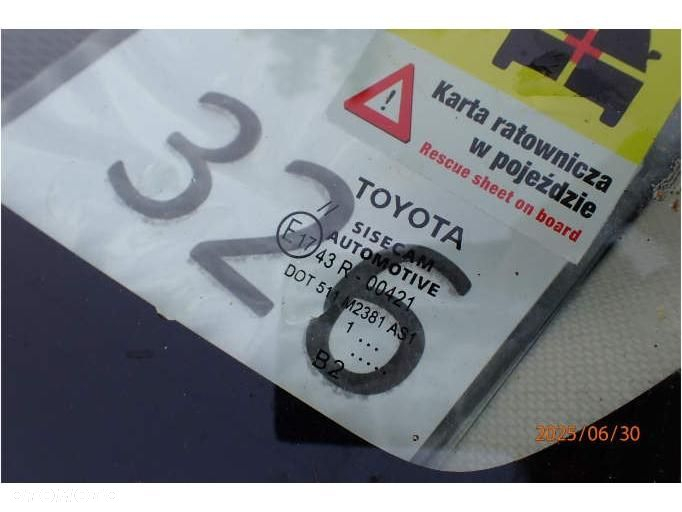 Karta ratownicza
w pojeździe
Rescue sheet on board
326
TOYOTA
//
SISECAM
AUTOMOTIVE
E17 43 R - 00421
DOT 511 M2381 AS1
1 ...
.....
B2
2025/06/30